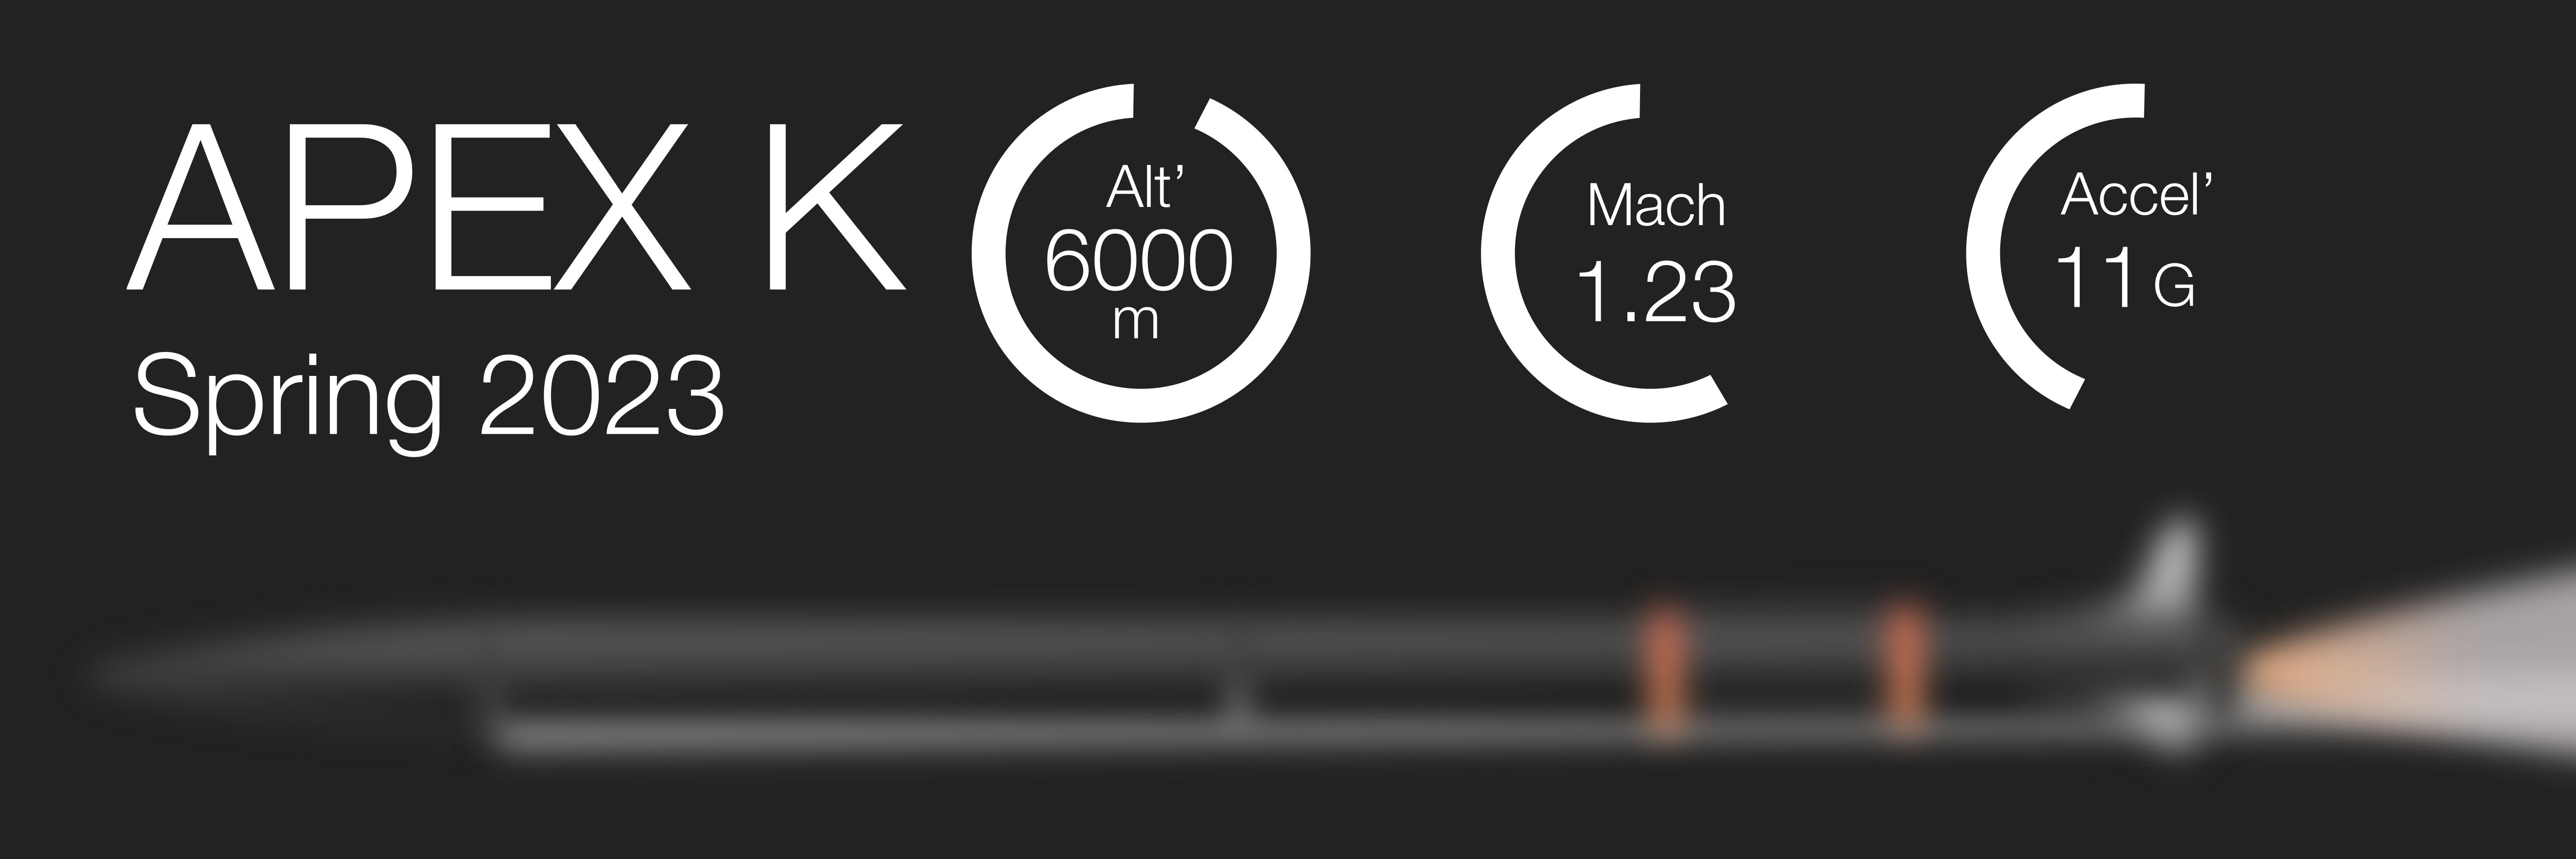 APEX K
Spring 2023
Alt’
6000
m
Mach
1.23
Accel’
11 G